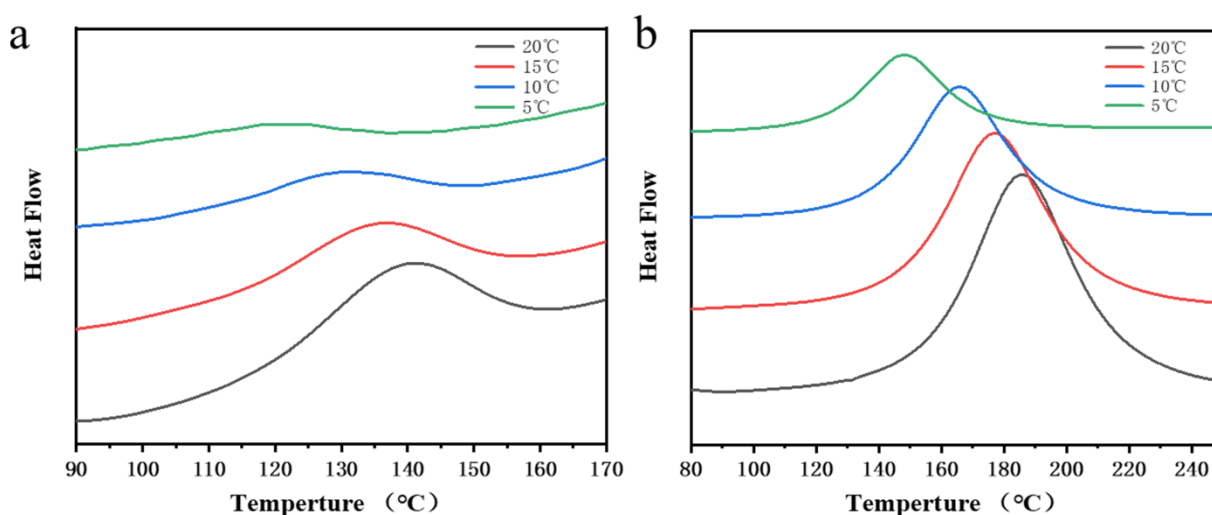 a
20℃
15℃
10℃
5℃
Heat Flow
90 100 110 120 130 140 150 160 170
Temperture （℃）
b
20℃
15℃
10℃
5℃
Heat Flow
80 100 120 140 160 180 200 220 240
Temperture （℃）